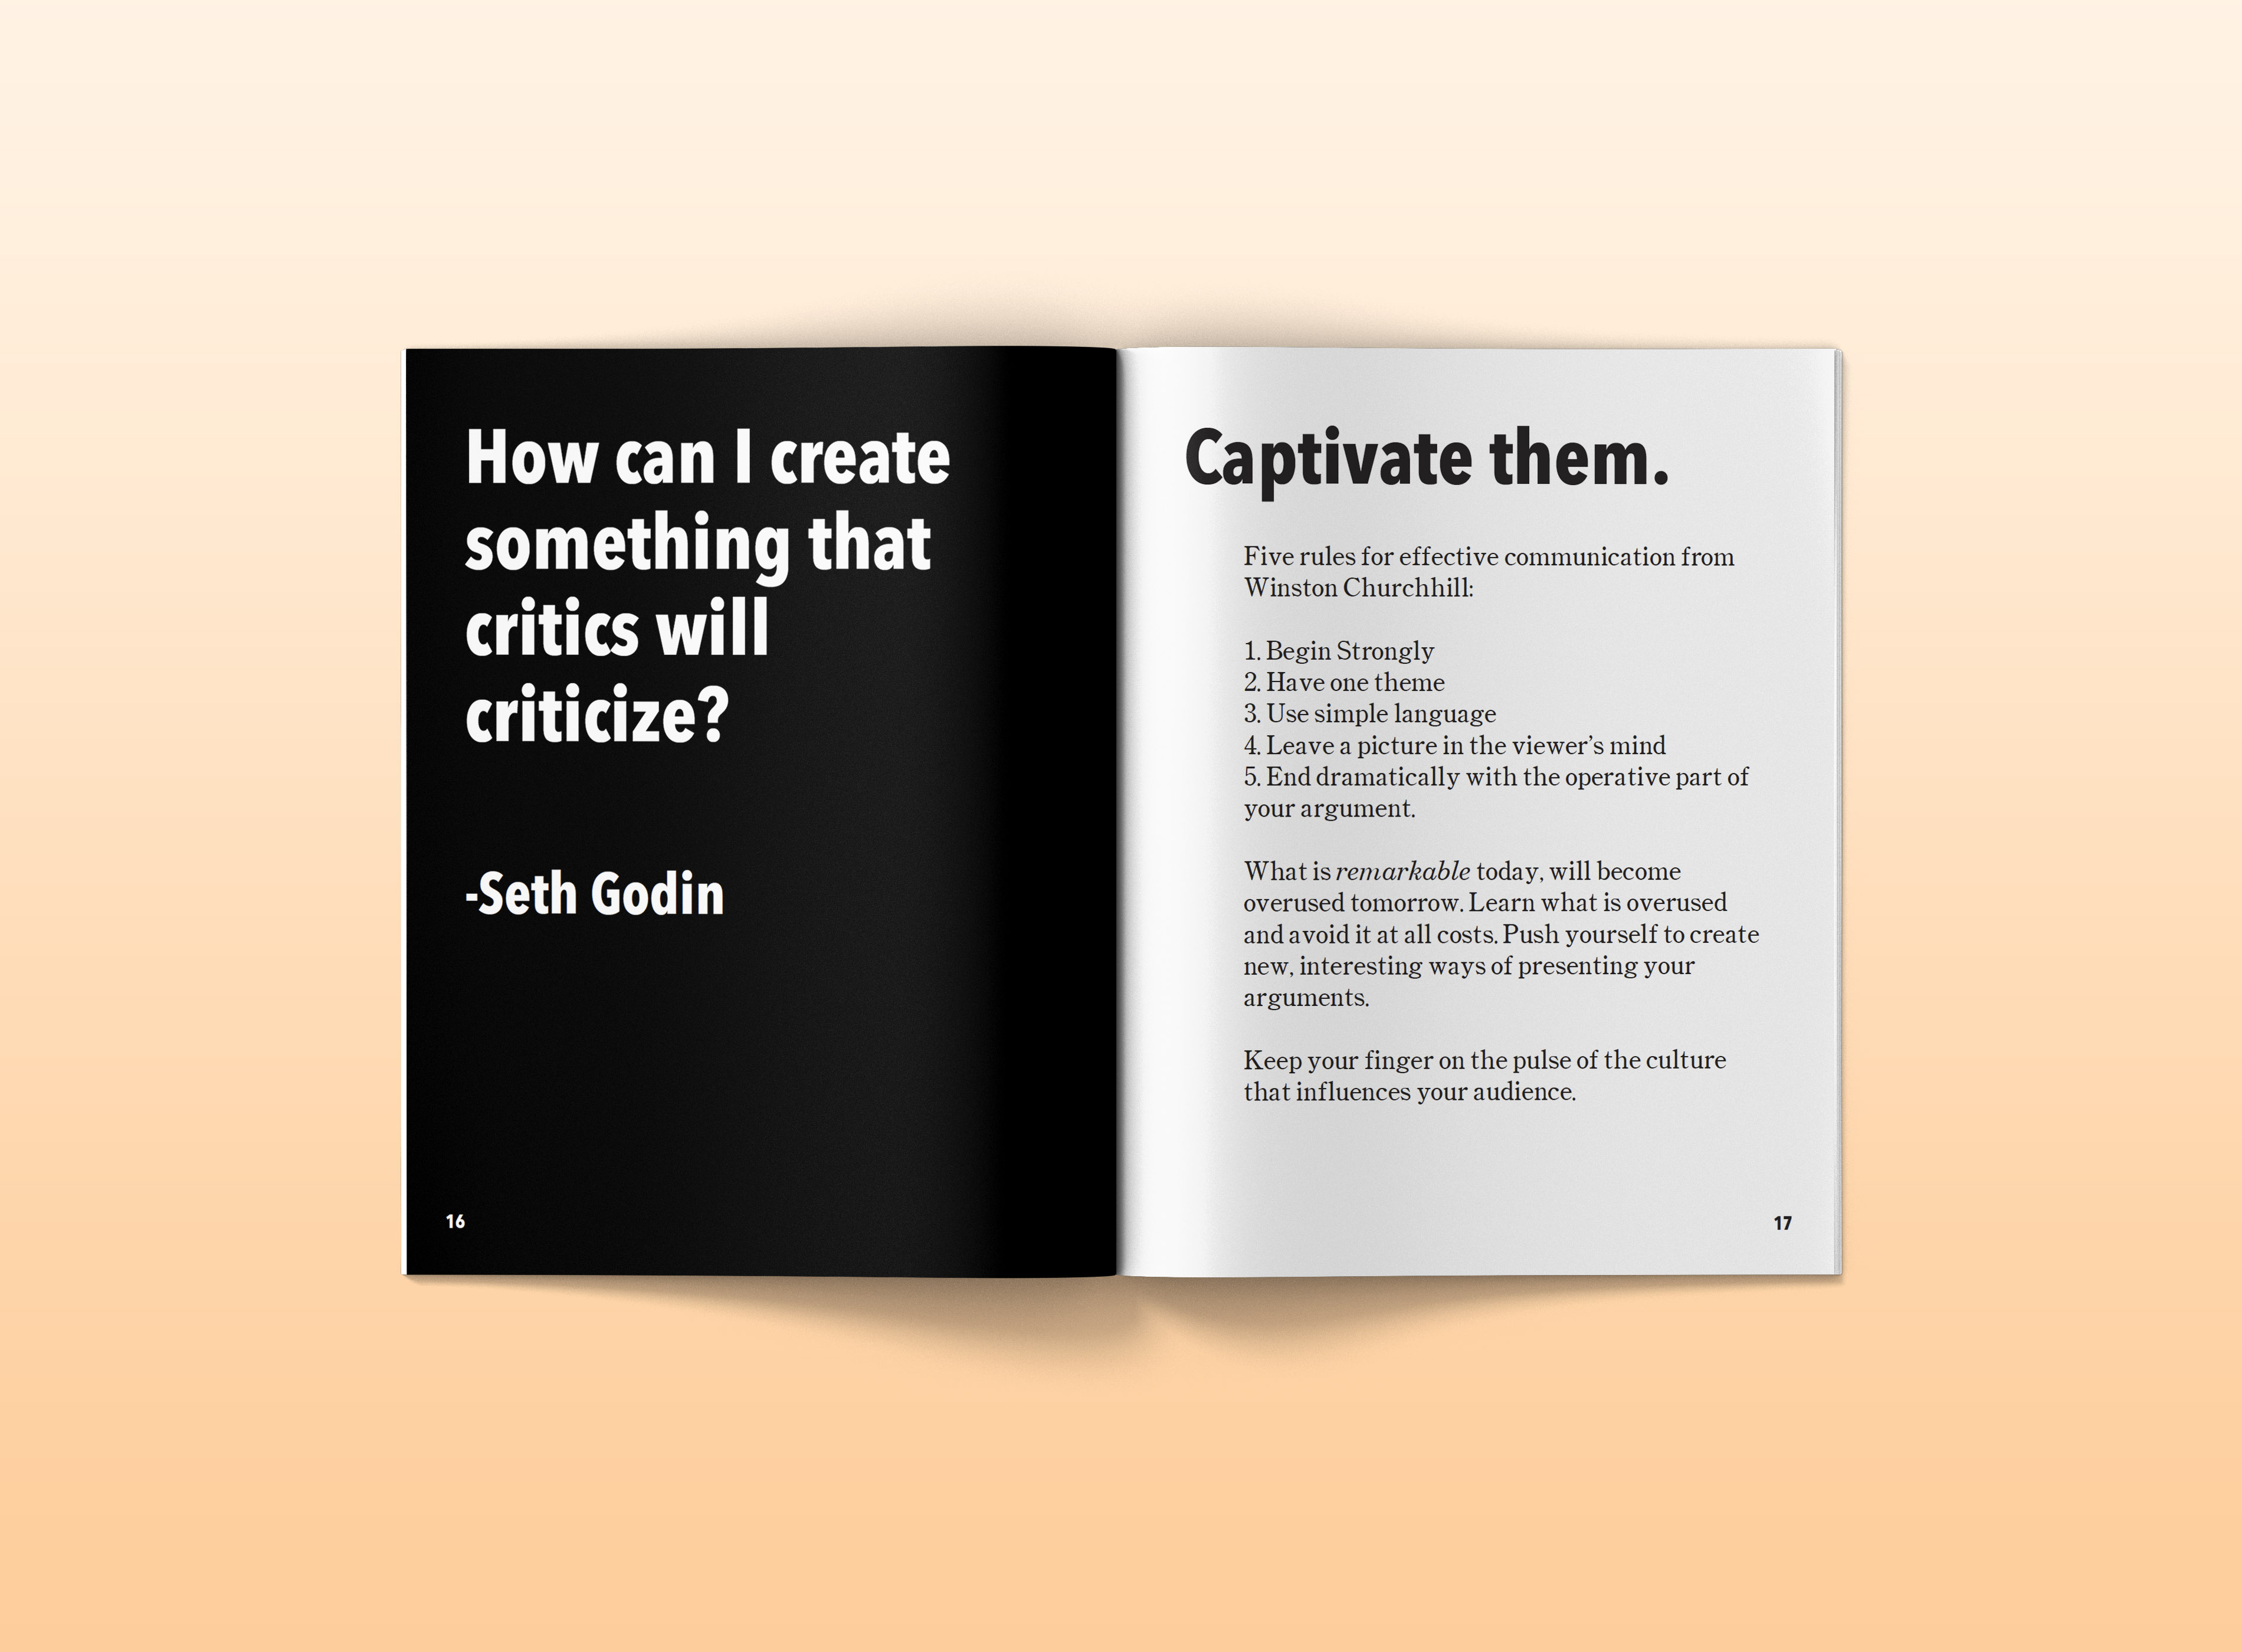 How can I create
something that
critics will
criticize?
-Seth Godin
16
Captivate them.
Five rules for effective communication from
Winston Churchhill:
1. Begin Strongly
2. Have one theme
3. Use simple language
4. Leave a picture in the viewer’s mind
5. End dramatically with the operative part of
your argument.
What is remarkable today, will become
overused tomorrow. Learn what is overused
and avoid it at all costs. Push yourself to create
new, interesting ways of presenting your
arguments.
Keep your finger on the pulse of the culture
that influences your audience.
17